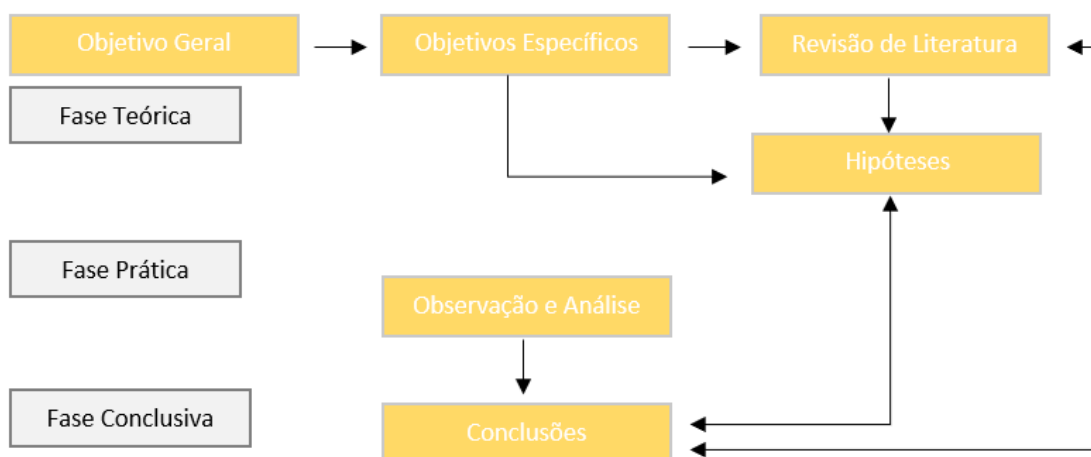 Objetivo Geral
Objetivos Específicos
Revisão de Literatura
Fase Teórica
Hipóteses
Fase Prática
Observação e Análise
Fase Conclusiva
Conclusões